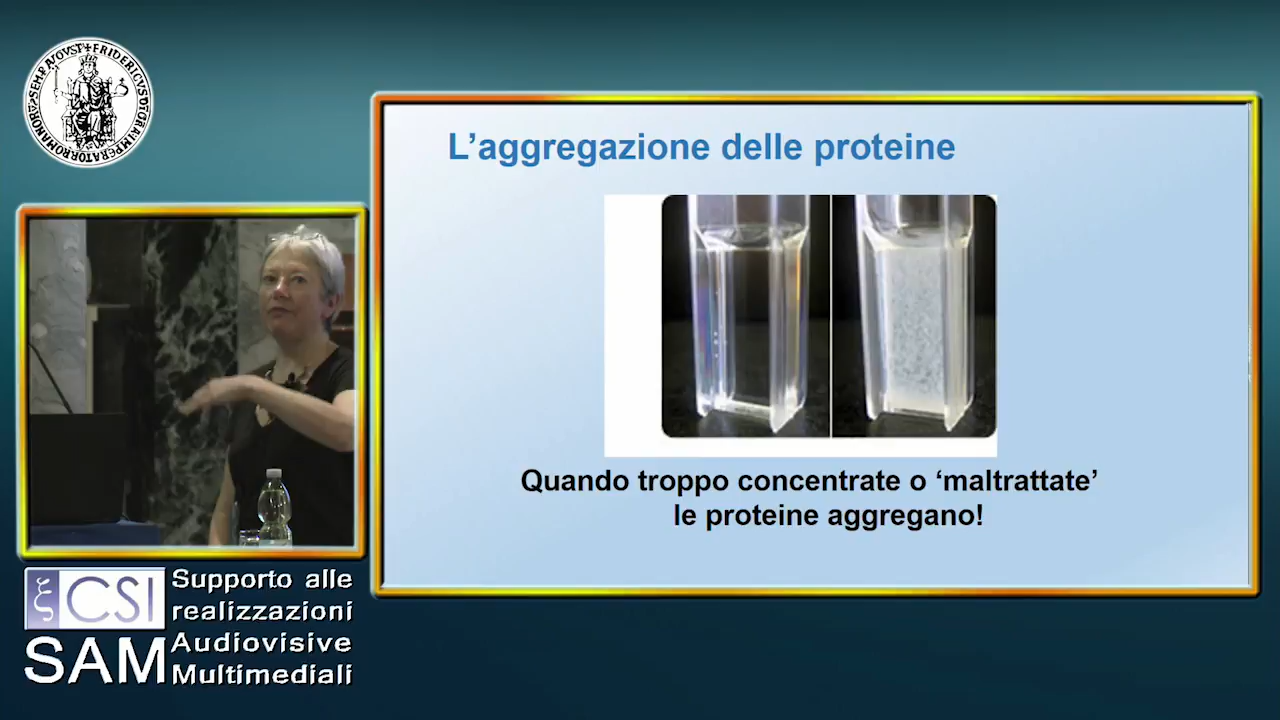 L'aggregazione delle proteine
Quando troppo concentrate o ‘maltrattate’
le proteine aggregano!
ξ CSI
SAM
Supporto alle
realizzazioni
Audiovisive
Multimediali